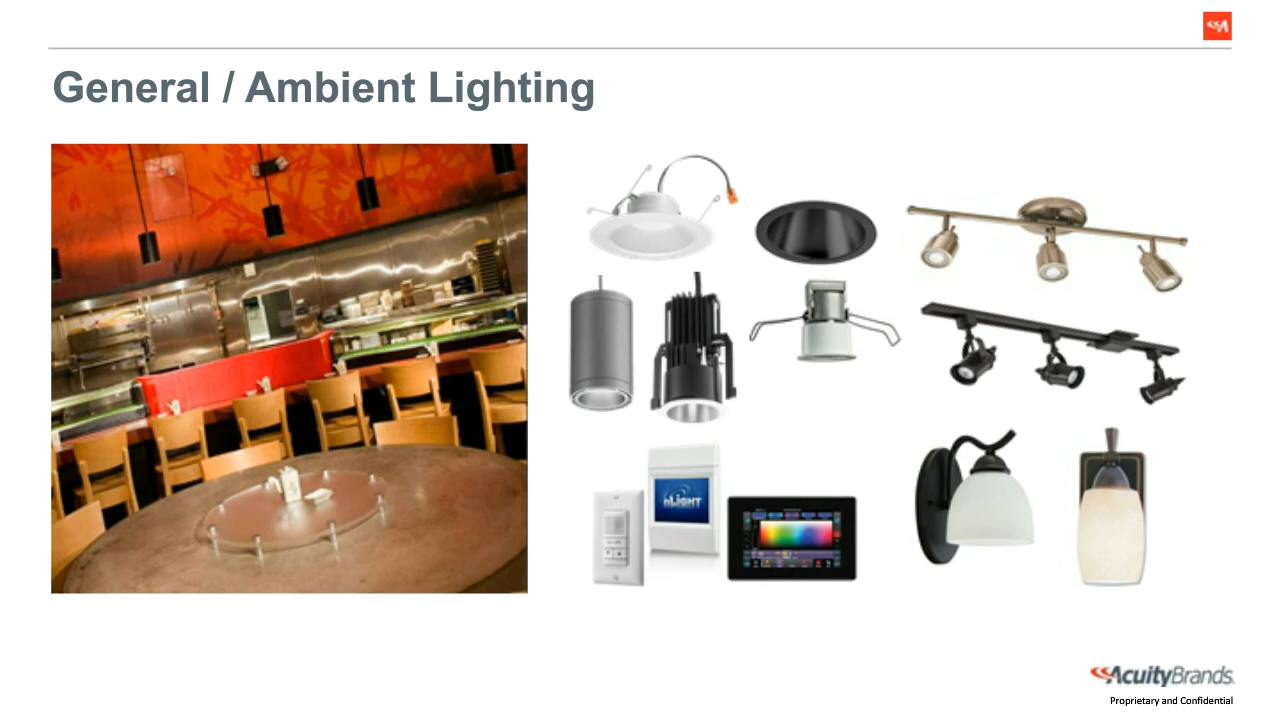 General / Ambient Lighting
nLIGHT
AcuityBrands.
Proprietary and Confidential